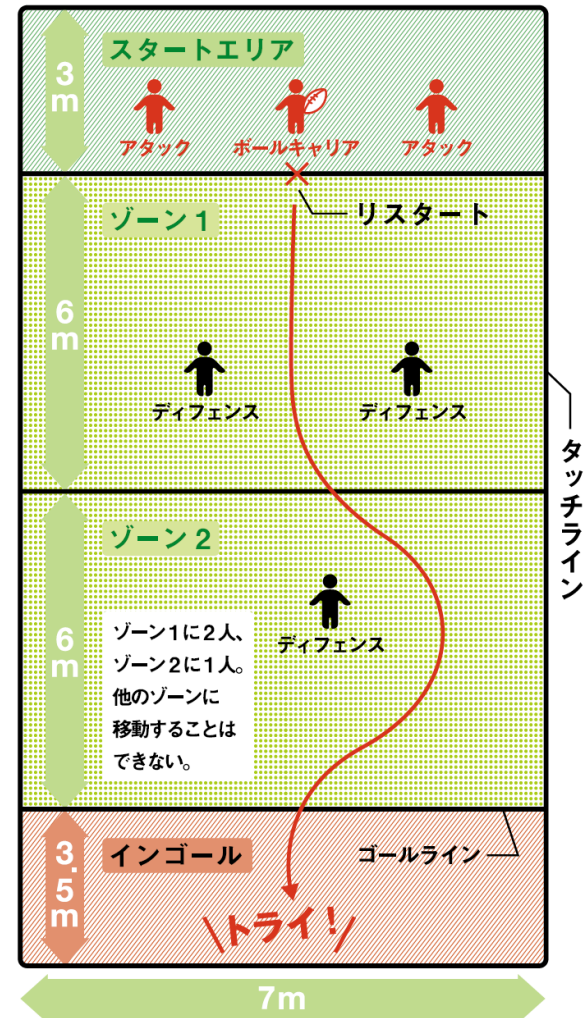 スタートエリア
3
m
アタック
ボールキャリア
アタック
ゾーン1
リスタート
6
m
ディフェンス
ディフェンス
タッチライン
ゾーン2
6
m
ディフェンス
ゾーン1に2人、
ゾーン2に1人。
他のゾーンに
移動することは
できない。
3.5
m
インゴール
ゴールライン
トライ!
7m